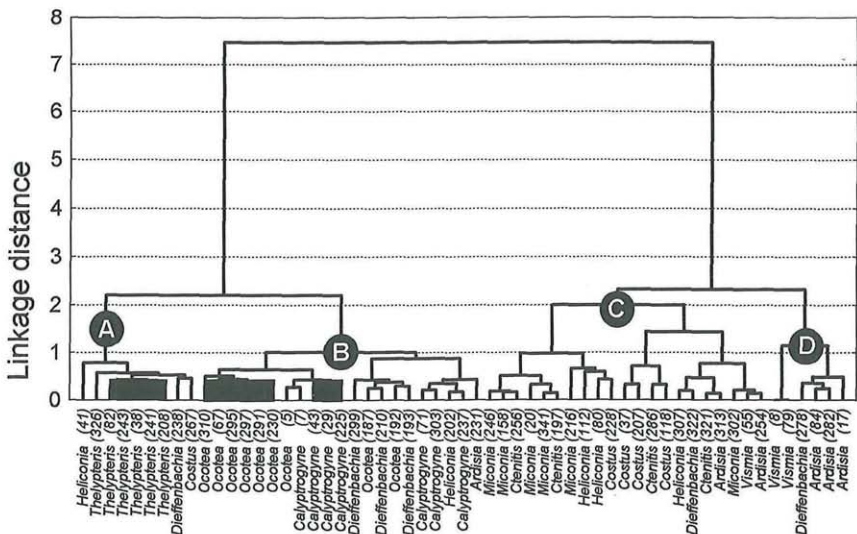 8
7
6
5
4
3
2
1
0
Linkage distance
A
B
C
D
Heliconia (41)
Thelypteris (326)
Thelypteris (82)
Thelypteris (243)
Thelypteris (38)
Thelypteris (241)
Thelypteris (208)
Dieffenbachia (238)
Costus (267)
Ocotea (310)
Ocotea (67)
Ocotea (295)
Ocotea (297)
Ocotea (291)
Ocotea (230)
Ocotea (5)
Calyptrogyne (7)
Calyptrogyne (43)
Calyptrogyne (29)
Calyptrogyne (225)
Dieffenbachia (299)
Ocotea (187)
Dieffenbachia (210)
Ocotea (192)
Dieffenbachia (193)
Calyptrogyne (71)
Calyptrogyne (303)
Heliconia (202)
Calyptrogyne (237)
Ardisia (231)
Miconia (246)
Miconia (158)
Ctenitis (256)
Miconia (20)
Miconia (341)
Ctenitis (197)
Miconia (216)
Heliconia (112)
Heliconia (80)
Costus (228)
Costus (37)
Costus (207)
Ctenitis (286)
Costus (118)
Heliconia (307)
Dieffenbachia (322)
Ctenitis (321)
Ardisia (313)
Miconia (302)
Vismia (55)
Ardisia (254)
Vismia (8)
Vismia (79)
Dieffenbachia (278)
Ardisia (84)
Ardisia (282)
Ardisia (17)